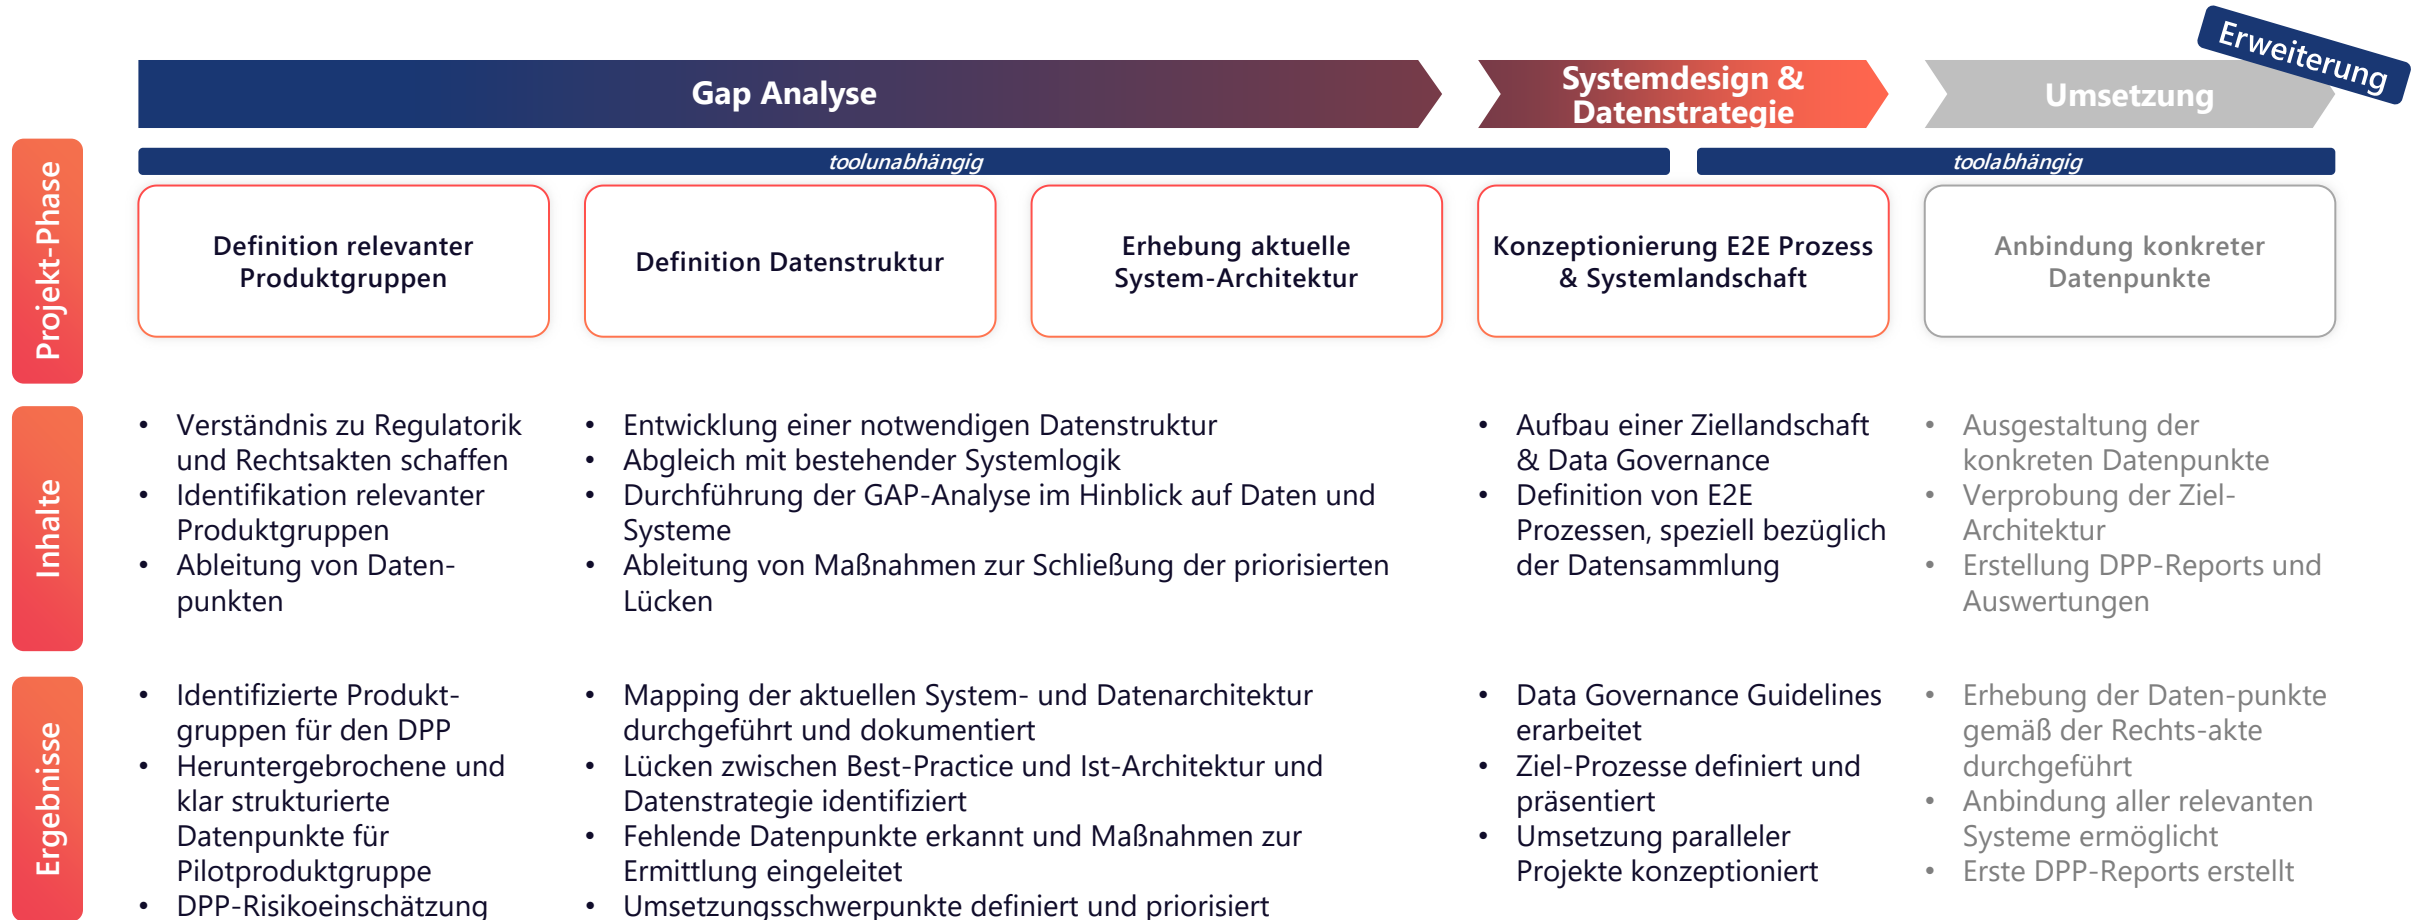 Erweiterung
Gap Analyse
Systemdesign &
Datenstrategie
Umsetzung
Projekt-Phase
toolunabhängig
toolabhängig
Definition relevanter
Produktgruppen
Definition Datenstruktur
Erhebung aktuelle
System-Architektur
Konzeptionierung E2E Prozess
& Systemlandschaft
Anbindung konkreter
Datenpunkte
Inhalte
• Verständnis zu Regulatorik
und Rechtsakten schaffen
• Identifikation relevanter
Produktgruppen
• Ableitung von Daten-
punkten
• Entwicklung einer notwendigen Datenstruktur
• Abgleich mit bestehender Systemlogik
• Durchführung der GAP-Analyse im Hinblick auf Daten und
Systeme
• Ableitung von Maßnahmen zur Schließung der priorisierten
Lücken
• Aufbau einer Ziellandschaft
& Data Governance
• Definition von E2E
Prozessen, speziell bezüglich
der Datensammlung
• Ausgestaltung der
konkreten Datenpunkte
• Verprobung der Ziel-
Architektur
• Erstellung DPP-Reports und
Auswertungen
Ergebnisse
• Identifizierte Produkt-
gruppen für den DPP
• Heruntergebrochene und
klar strukturierte
Datenpunkte für
Pilotproduktgruppe
• DPP-Risikoeinschätzung
• Mapping der aktuellen System- und Datenarchitektur
durchgeführt und dokumentiert
• Lücken zwischen Best-Practice und Ist-Architektur und
Datenstrategie identifiziert
• Fehlende Datenpunkte erkannt und Maßnahmen zur
Ermittlung eingeleitet
• Umsetzungsschwerpunkte definiert und priorisiert
• Data Governance Guidelines
erarbeitet
• Ziel-Prozesse definiert und
präsentiert
• Umsetzung paralleler
Projekte konzeptioniert
• Erhebung der Daten-punkte
gemäß der Rechts-akte
durchgeführt
• Anbindung aller relevanten
Systeme ermöglicht
• Erste DPP-Reports erstellt